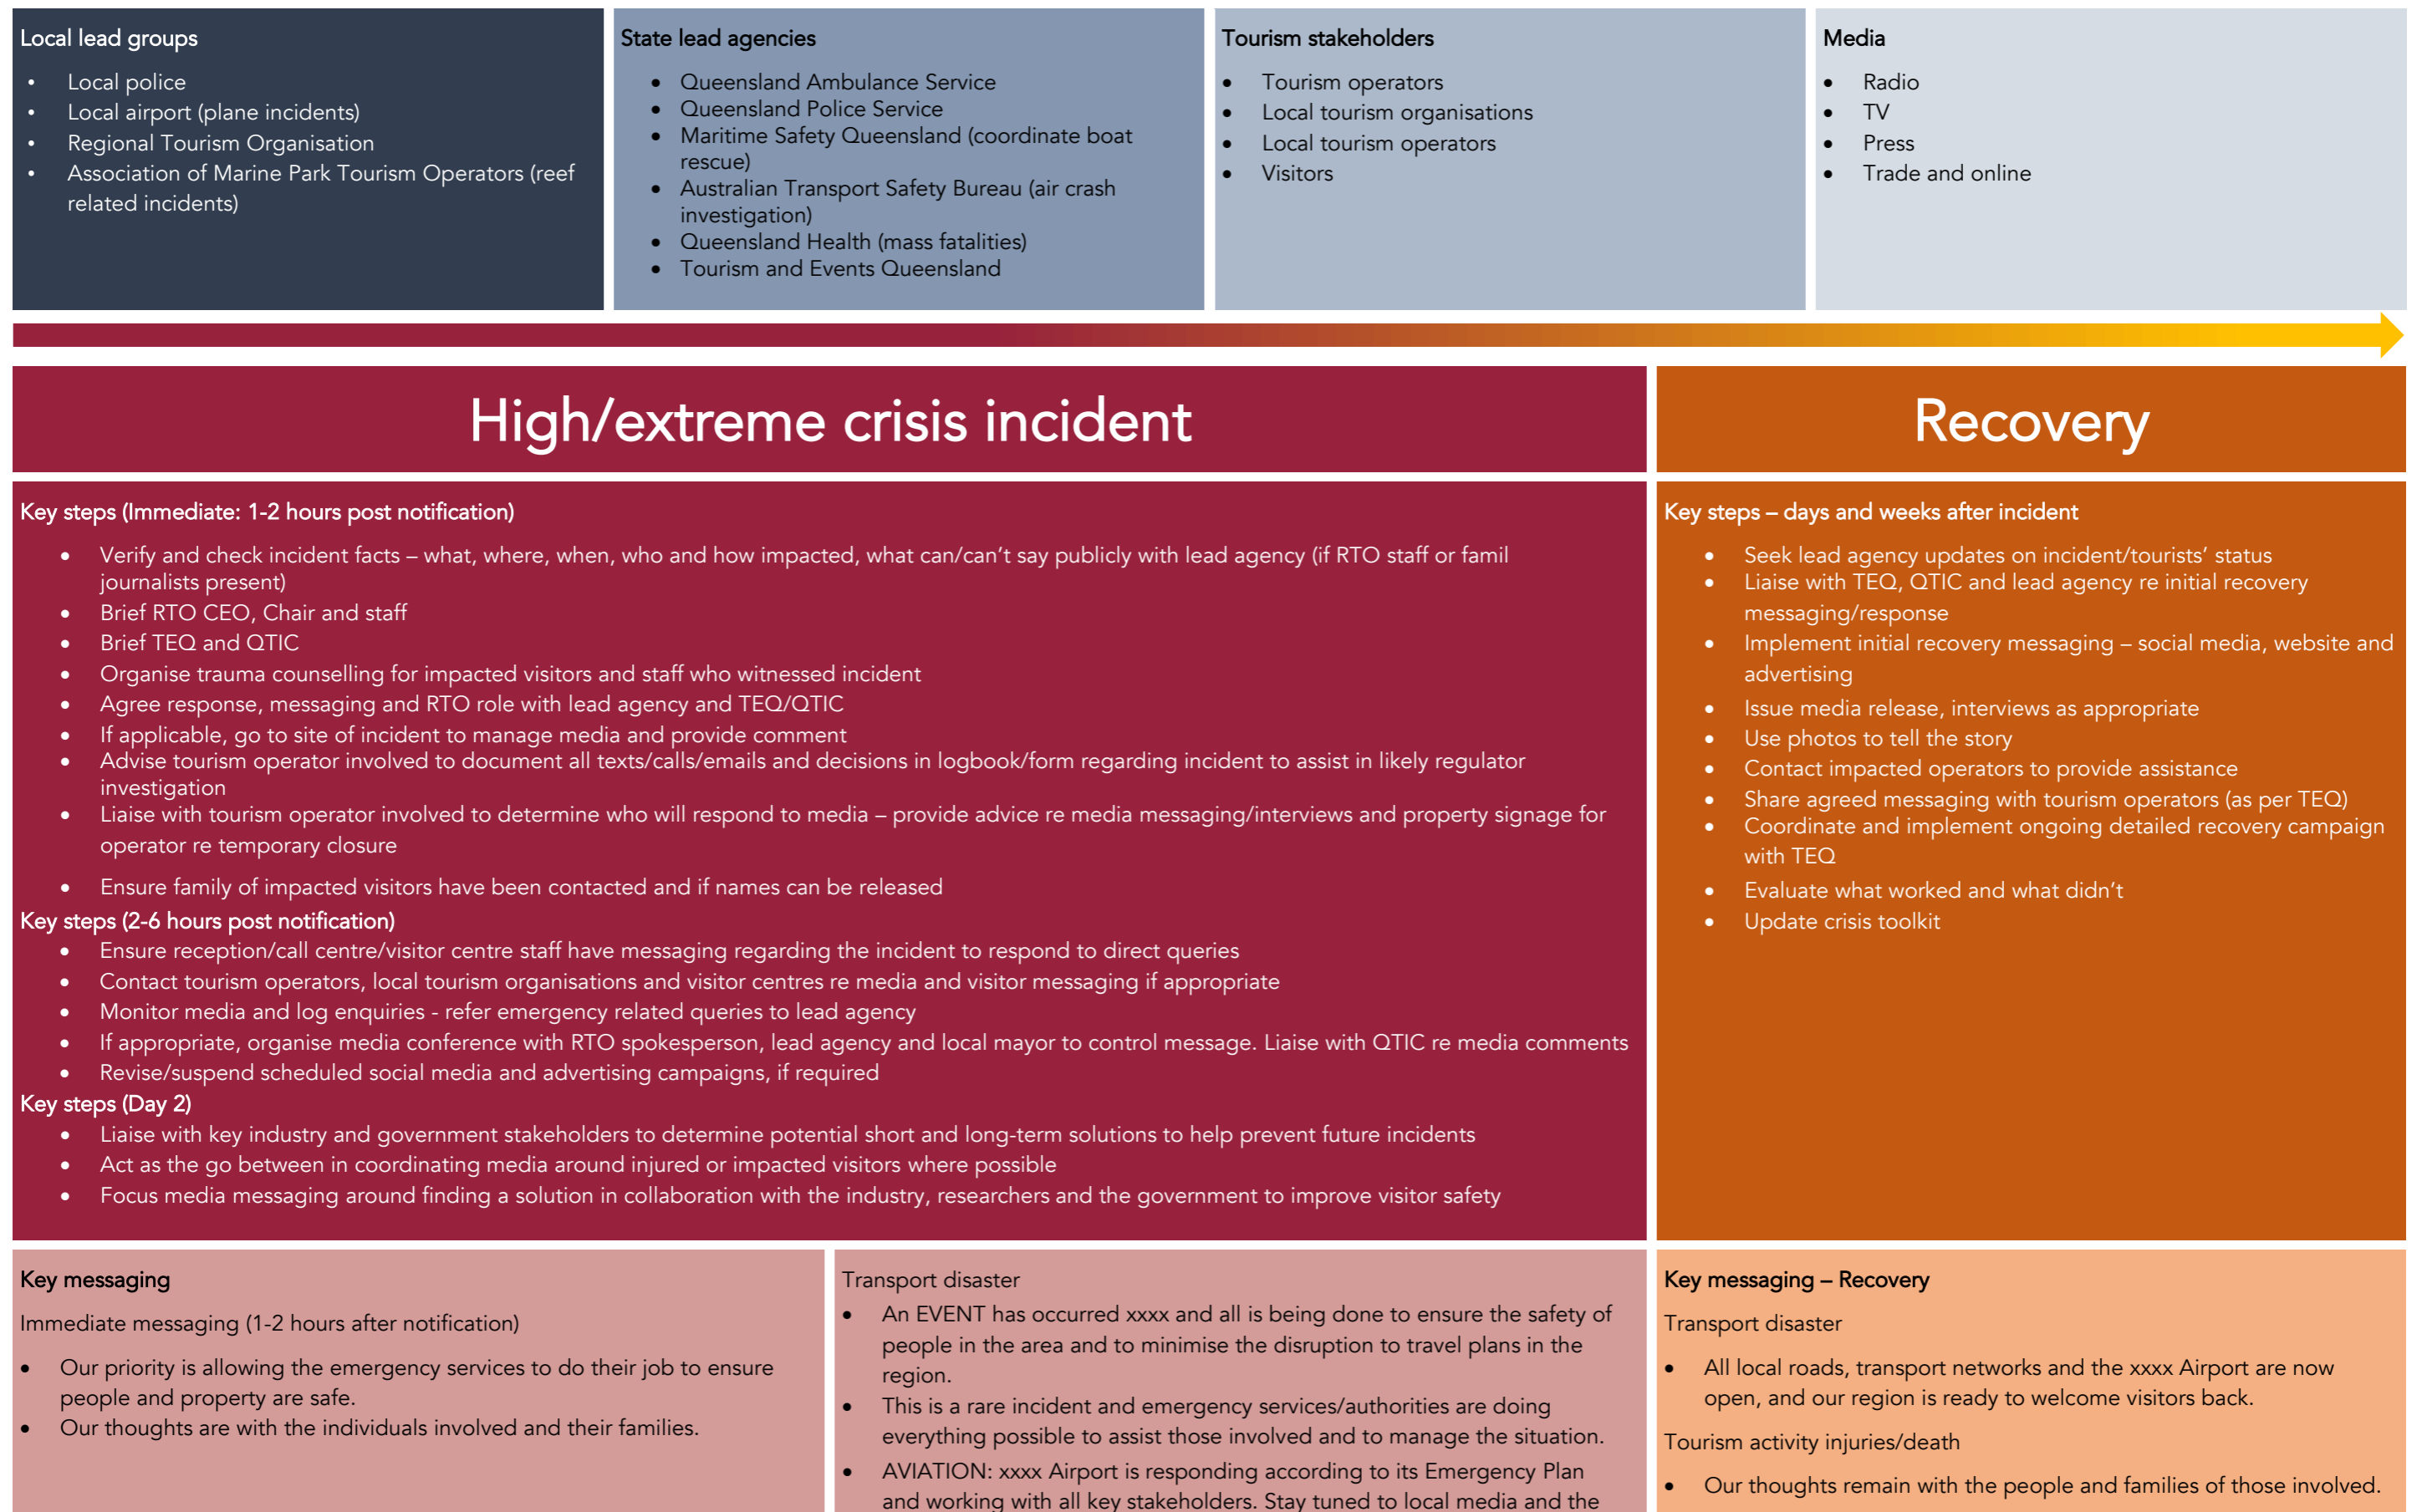 Local lead groups
• Local police
• Local airport (plane incidents)
• Regional Tourism Organisation
• Association of Marine Park Tourism Operators (reef
related incidents)
State lead agencies
• Queensland Ambulance Service
• Queensland Police Service
• Maritime Safety Queensland (coordinate boat
rescue)
• Australian Transport Safety Bureau (air crash
investigation)
• Queensland Health (mass fatalities)
• Tourism and Events Queensland
Tourism stakeholders
• Tourism operators
• Local tourism organisations
• Local tourism operators
• Visitors
Media
• Radio
• TV
• Press
• Trade and online
High/extreme crisis incident
Key steps (Immediate: 1-2 hours post notification)
• Verify and check incident facts – what, where, when, who and how impacted, what can/can’t say publicly with lead agency (if RTO staff or famil
journalists present)
• Brief RTO CEO, Chair and staff
• Brief TEQ and QTIC
• Organise trauma counselling for impacted visitors and staff who witnessed incident
• Agree response, messaging and RTO role with lead agency and TEQ/QTIC
• If applicable, go to site of incident to manage media and provide comment
• Advise tourism operator involved to document all texts/calls/emails and decisions in logbook/form regarding incident to assist in likely regulator
investigation
• Liaise with tourism operator involved to determine who will respond to media – provide advice re media messaging/interviews and property signage for
operator re temporary closure
• Ensure family of impacted visitors have been contacted and if names can be released
Key steps (2-6 hours post notification)
• Ensure reception/call centre/visitor centre staff have messaging regarding the incident to respond to direct queries
• Contact tourism operators, local tourism organisations and visitor centres re media and visitor messaging if appropriate
• Monitor media and log enquiries - refer emergency related queries to lead agency
• If appropriate, organise media conference with RTO spokesperson, lead agency and local mayor to control message. Liaise with QTIC re media comments
• Revise/suspend scheduled social media and advertising campaigns, if required
Key steps (Day 2)
• Liaise with key industry and government stakeholders to determine potential short and long-term solutions to help prevent future incidents
• Act as the go between in coordinating media around injured or impacted visitors where possible
• Focus media messaging around finding a solution in collaboration with the industry, researchers and the government to improve visitor safety
Recovery
Key steps – days and weeks after incident
• Seek lead agency updates on incident/tourists’ status
• Liaise with TEQ, QTIC and lead agency re initial recovery
messaging/response
• Implement initial recovery messaging – social media, website and
advertising
• Issue media release, interviews as appropriate
• Use photos to tell the story
• Contact impacted operators to provide assistance
• Share agreed messaging with tourism operators (as per TEQ)
• Coordinate and implement ongoing detailed recovery campaign
with TEQ
• Evaluate what worked and what didn’t
• Update crisis toolkit
Key messaging
Immediate messaging (1-2 hours after notification)
• Our priority is allowing the emergency services to do their job to ensure
people and property are safe.
• Our thoughts are with the individuals involved and their families.
Transport disaster
• An EVENT has occurred xxxx and all is being done to ensure the safety of
people in the area and to minimise the disruption to travel plans in the
region.
• This is a rare incident and emergency services/authorities are doing
everything possible to assist those involved and to manage the situation.
• AVIATION: xxxx Airport is responding according to its Emergency Plan
and working with all key stakeholders. Stay tuned to local media and the
Key messaging – Recovery
Transport disaster
• All local roads, transport networks and the xxxx Airport are now
open, and our region is ready to welcome visitors back.
Tourism activity injuries/death
• Our thoughts remain with the people and families of those involved.